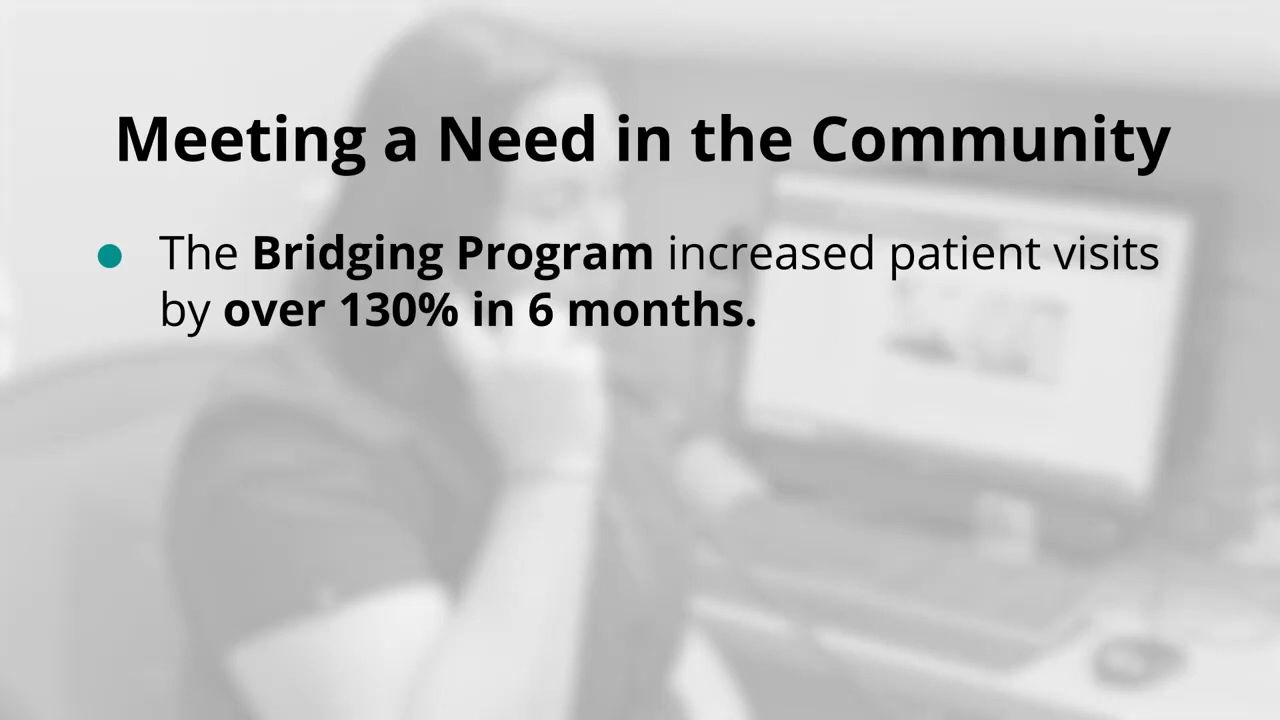 Meeting a Need in the Community
The Bridging Program increased patient visits
by over 130% in 6 months.